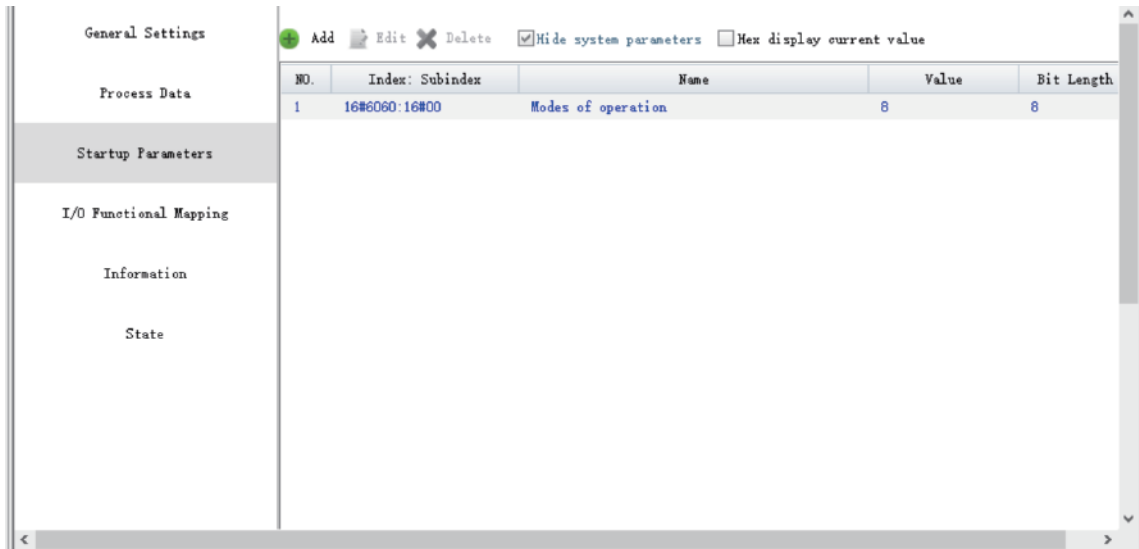 General Settings
Process Data
Startup Parameters
I/O Functional Mapping
Information
State
Add Edit Delete Hide system parameters Hex display current value
NO. Index: Subindex Name Value Bit Length
1 16#6060:16#00 Modes of operation 8 8